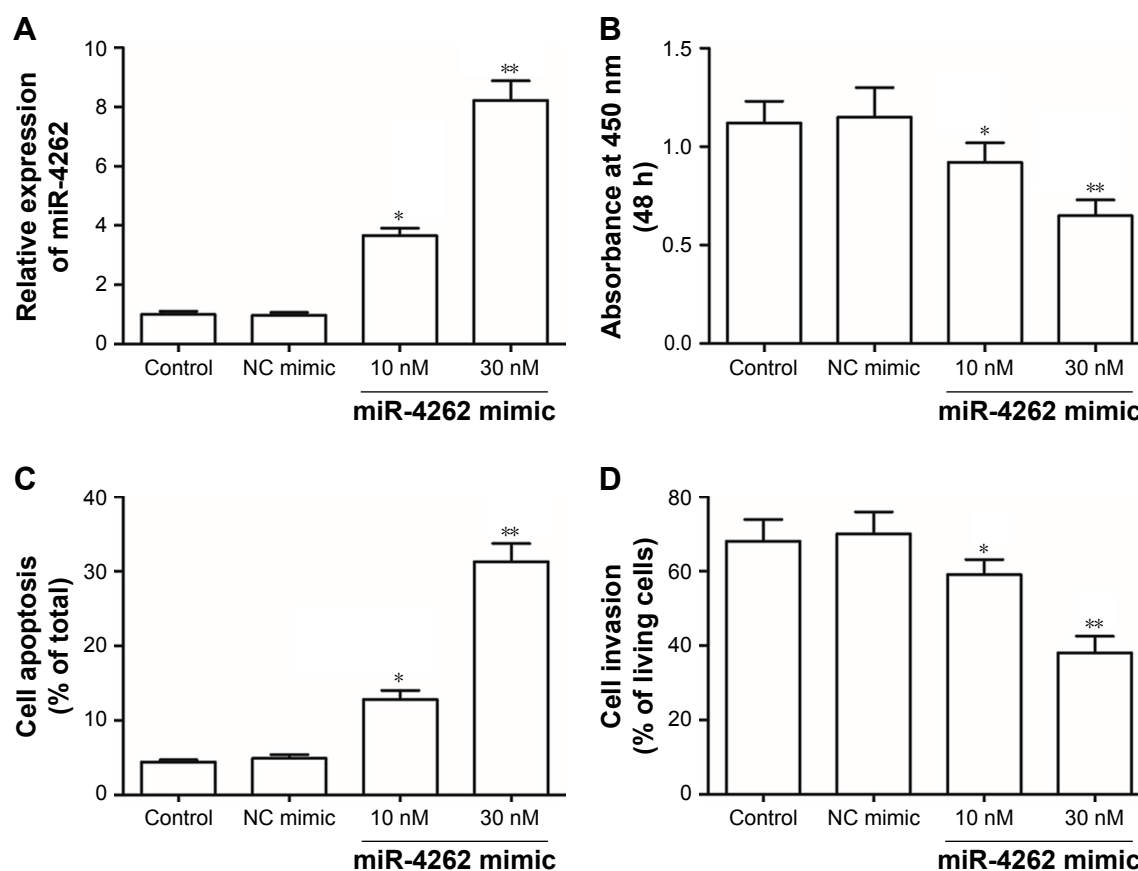 A
Relative expression
of miR-4262
10
8
6
4
2
0
*
**
Control
NC mimic
10 nM
30 nM
miR-4262 mimic
B
Absorbance at 450 nm
(48 h)
1.5
1.0
0.5
0.0
*
**
Control
NC mimic
10 nM
30 nM
miR-4262 mimic
C
Cell apoptosis
(% of total)
40
30
20
10
0
*
**
Control
NC mimic
10 nM
30 nM
miR-4262 mimic
D
Cell invasion
(% of living cells)
80
60
40
20
0
*
**
Control
NC mimic
10 nM
30 nM
miR-4262 mimic